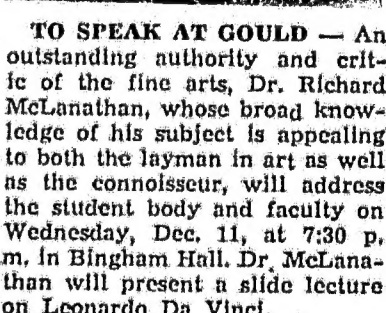 TO SPEAK AT GOULD — An
outstanding authority and crit-
ic of the fine arts, Dr. Richard
McLanathan, whose broad know-
ledge of his subject is appealing
to both the layman in art as well
as the connoisseur, will address
the student body and faculty on
Wednesday, Dec. 11, at 7:30 p.
m. in Bingham Hall. Dr. McLana-
than will present a slide lecture
on Leonardo Da Vinci.